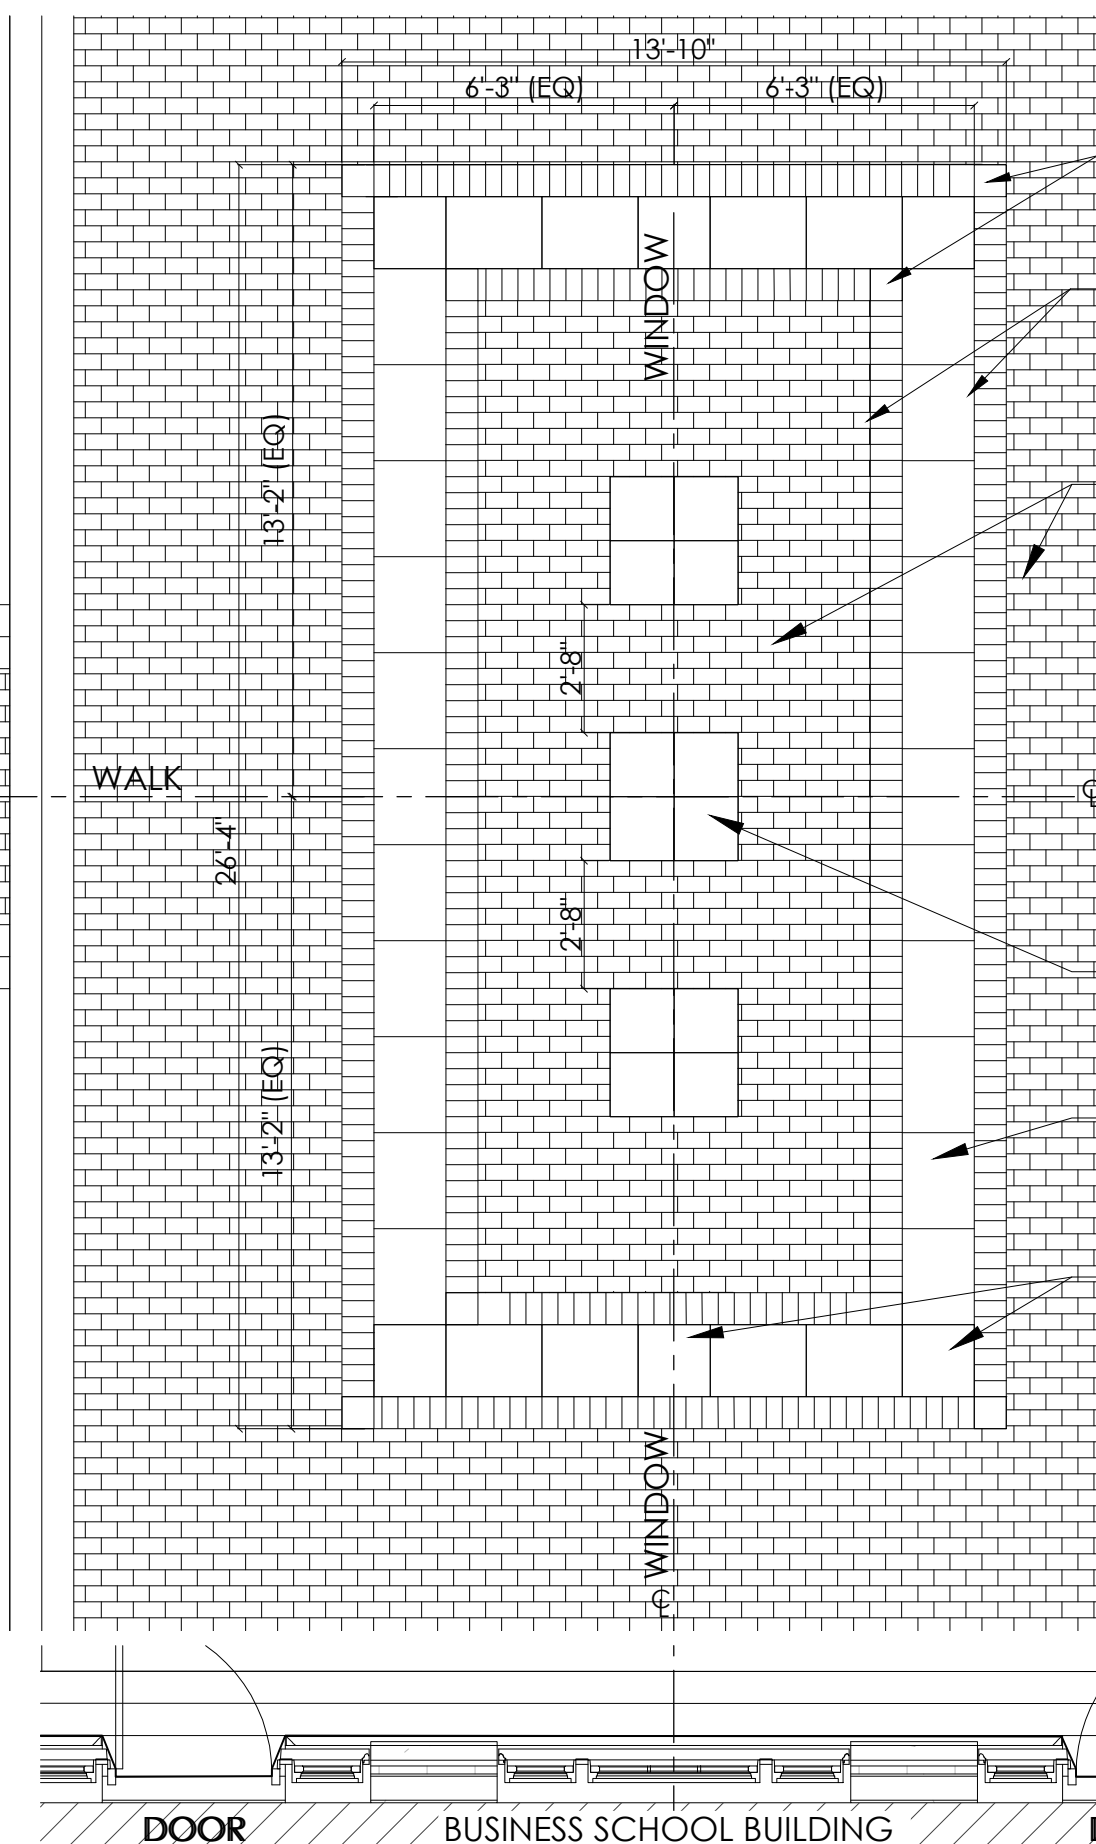 13'-10"
6'-3" (EQ)
6'-3" (EQ)
WINDOW
13'-2" (EQ)
2'-8"
WALK
℄
26'-4"
2'-8"
13'-2" (EQ)
WINDOW
℄
DOOR
BUSINESS SCHOOL BUILDING